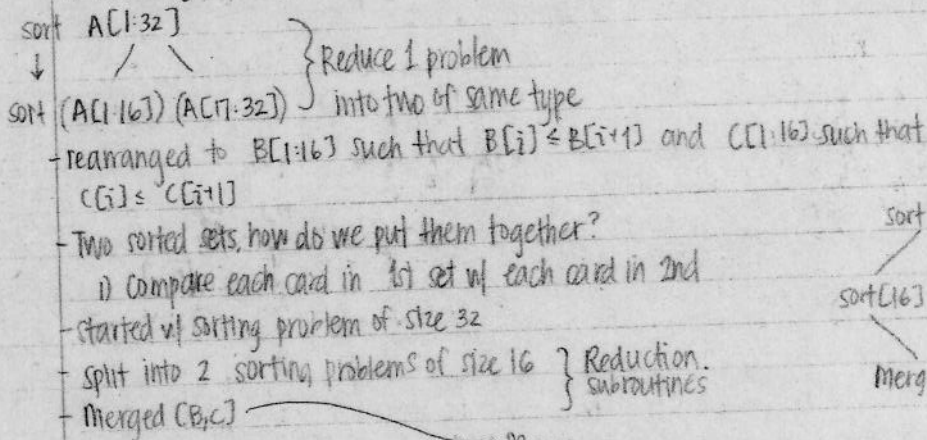 sort A[1:32]
↓
} Reduce 1 problem
sort (A[1:16]) (A[17:32]) into two of same type
- rearranged to B[1:16] such that B[i] ≤ B[i+1] and C[1:16] such that
C[i] ≤ C[i+1]
- Two sorted sets, how do we put them together?
1) Compare each card in 1st set w/ each card in 2nd
- started w/ sorting problem of size 32
- split into 2 sorting problems of size 16 } Reduction.
subroutines
- Merged [B,C]
sort
sort[16]
Merg